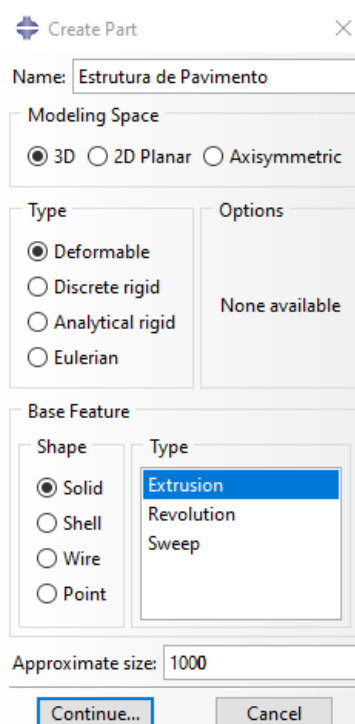 Create Part
Name: Estrutura de Pavimento
Modeling Space
3D 2D Planar Axisymmetric
Type
Options
Deformable
Discrete rigid
Analytical rigid
Eulerian
None available
Base Feature
Shape
Type
Solid
Shell
Wire
Point
Extrusion
Revolution
Sweep
Approximate size: 1000
Continue... Cancel